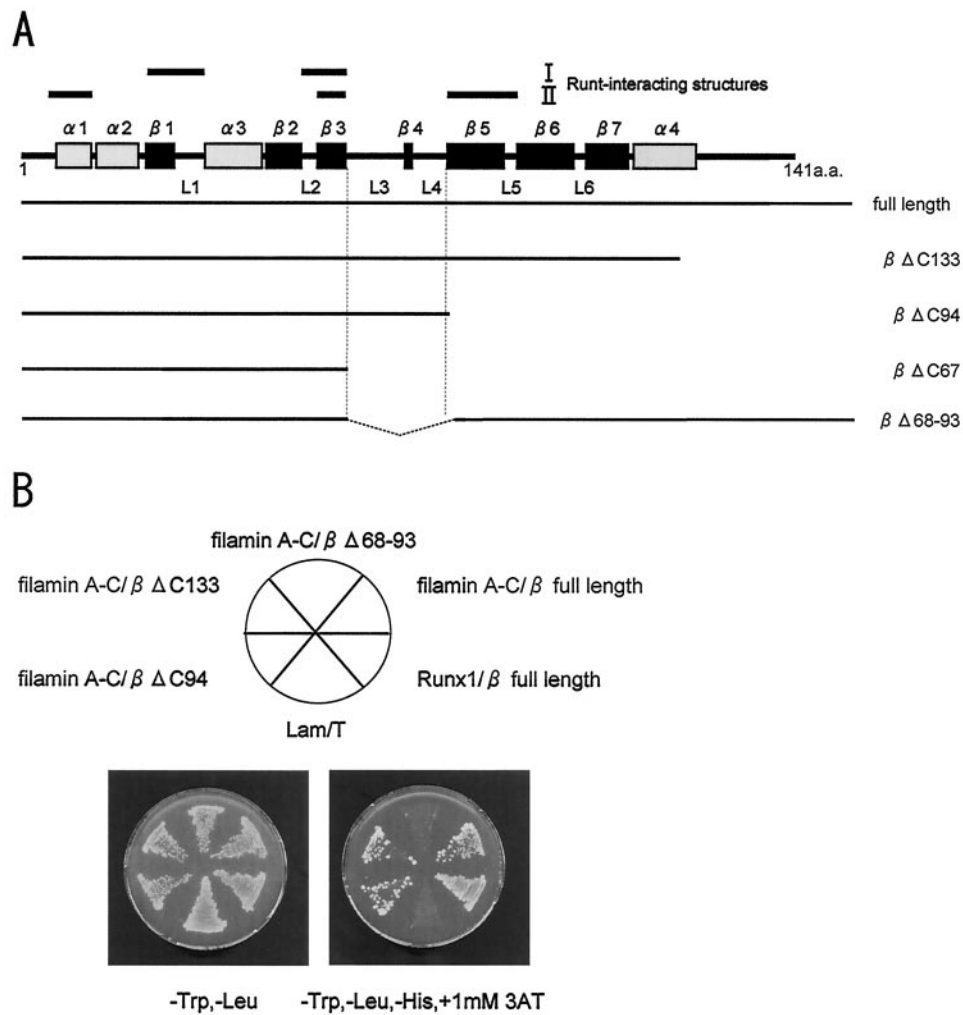 A
I
II
Runt-interacting structures
α1 α2 β1 α3 β2 β3 β4 β5 β6 β7 α4
1
141a.a.
L1 L2 L3 L4 L5 L6
full length
β ΔC133
β ΔC94
β ΔC67
β Δ68-93
B
filamin A-C/β Δ68-93
filamin A-C/β ΔC133
filamin A-C/β full length
filamin A-C/β ΔC94
Runx1/β full length
Lam/T
-Trp,-Leu
-Trp,-Leu,-His,+1mM 3AT